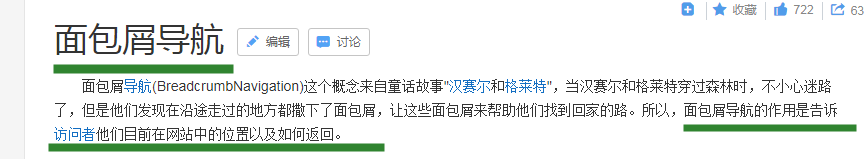 收藏 722 63
面包屑导航 编辑 讨论
面包屑导航(BreadcrumbNavigation)这个概念来自童话故事"汉赛尔和格莱特"，当汉赛尔和格莱特穿过森林时，不小心迷路
了，但是他们发现在沿途走过的地方都撒下了面包屑，让这些面包屑来帮助他们找到回家的路。所以，面包屑导航的作用是告诉
访问者他们目前在网站中的位置以及如何返回。